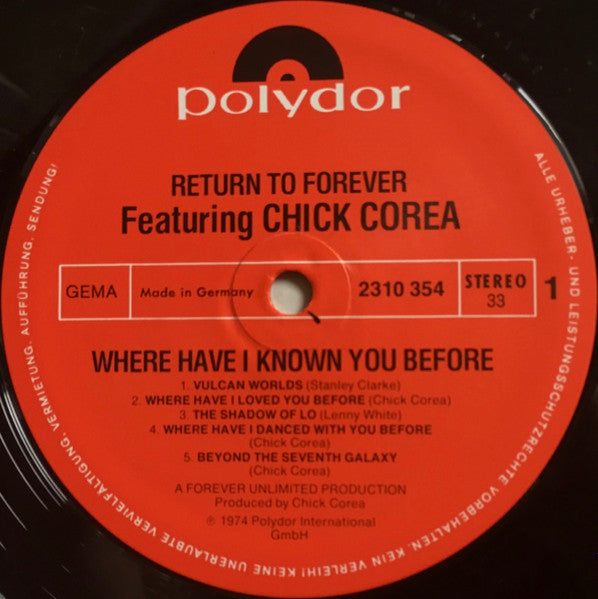 polydor
RETURN TO FOREVER
Featuring CHICK COREA
GEMA
Made in Germany
2310 354
STEREO
33
1
WHERE HAVE I KNOWN YOU BEFORE
1. VULCAN WORLDS (Stanley Clarke)
2. WHERE HAVE I LOVED YOU BEFORE (Chick Corea)
3. THE SHADOW OF LO (Lenny White)
4. WHERE HAVE I DANCED WITH YOU BEFORE
(Chick Corea)
5. BEYOND THE SEVENTH GALAXY
(Chick Corea)
A FOREVER UNLIMITED PRODUCTION
Produced by Chick Corea
℗ 1974 Polydor International
GmbH
ALLE URHEBER- UND LEISTUNGSSCHUTZRECHTE VORBEHALTEN. KEIN VERLEIH! KEINE UNERLAUBTE VERVIELFÄLTIGUNG, VERMIETUNG, AUFFÜHRUNG, SENDUNG!